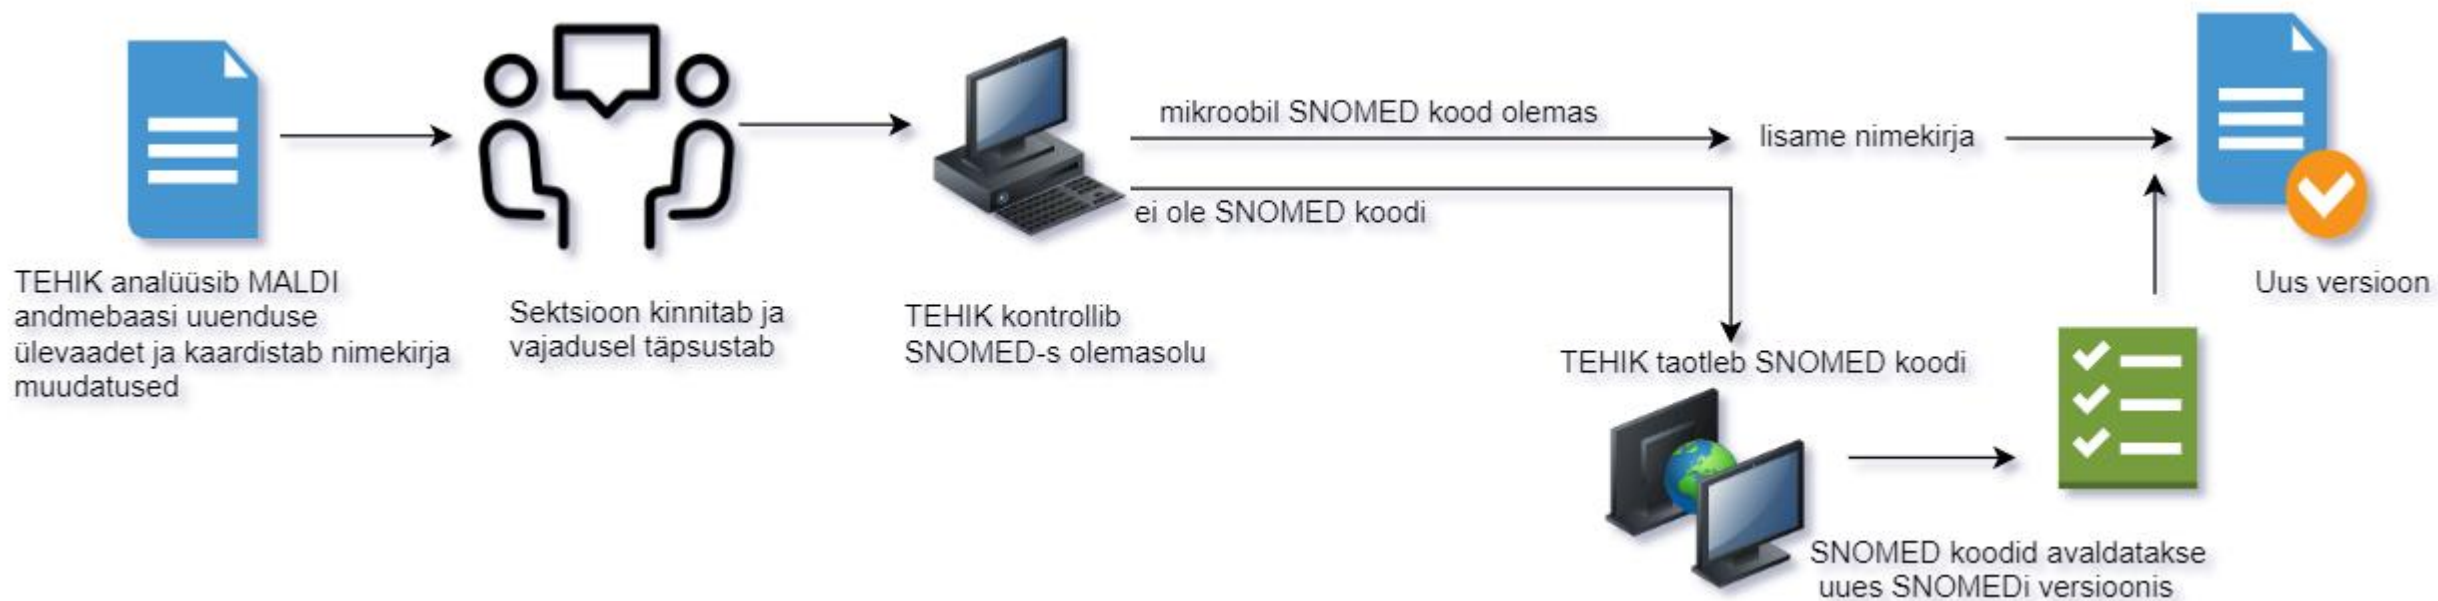 TEHIK analüüsib MALDI
andmebaasi uuenduse
ülevaadet ja kaardistab nimekirja
muudatused
Sektsioon kinnitab ja
vajadusel täpsustab
TEHIK kontrollib
SNOMED-s olemasolu
mikroobil SNOMED kood olemas
ei ole SNOMED koodi
lisame nimekirja
TEHIK taotleb SNOMED koodi
SNOMED koodid avaldatakse
uues SNOMEDi versioonis
Uus versioon